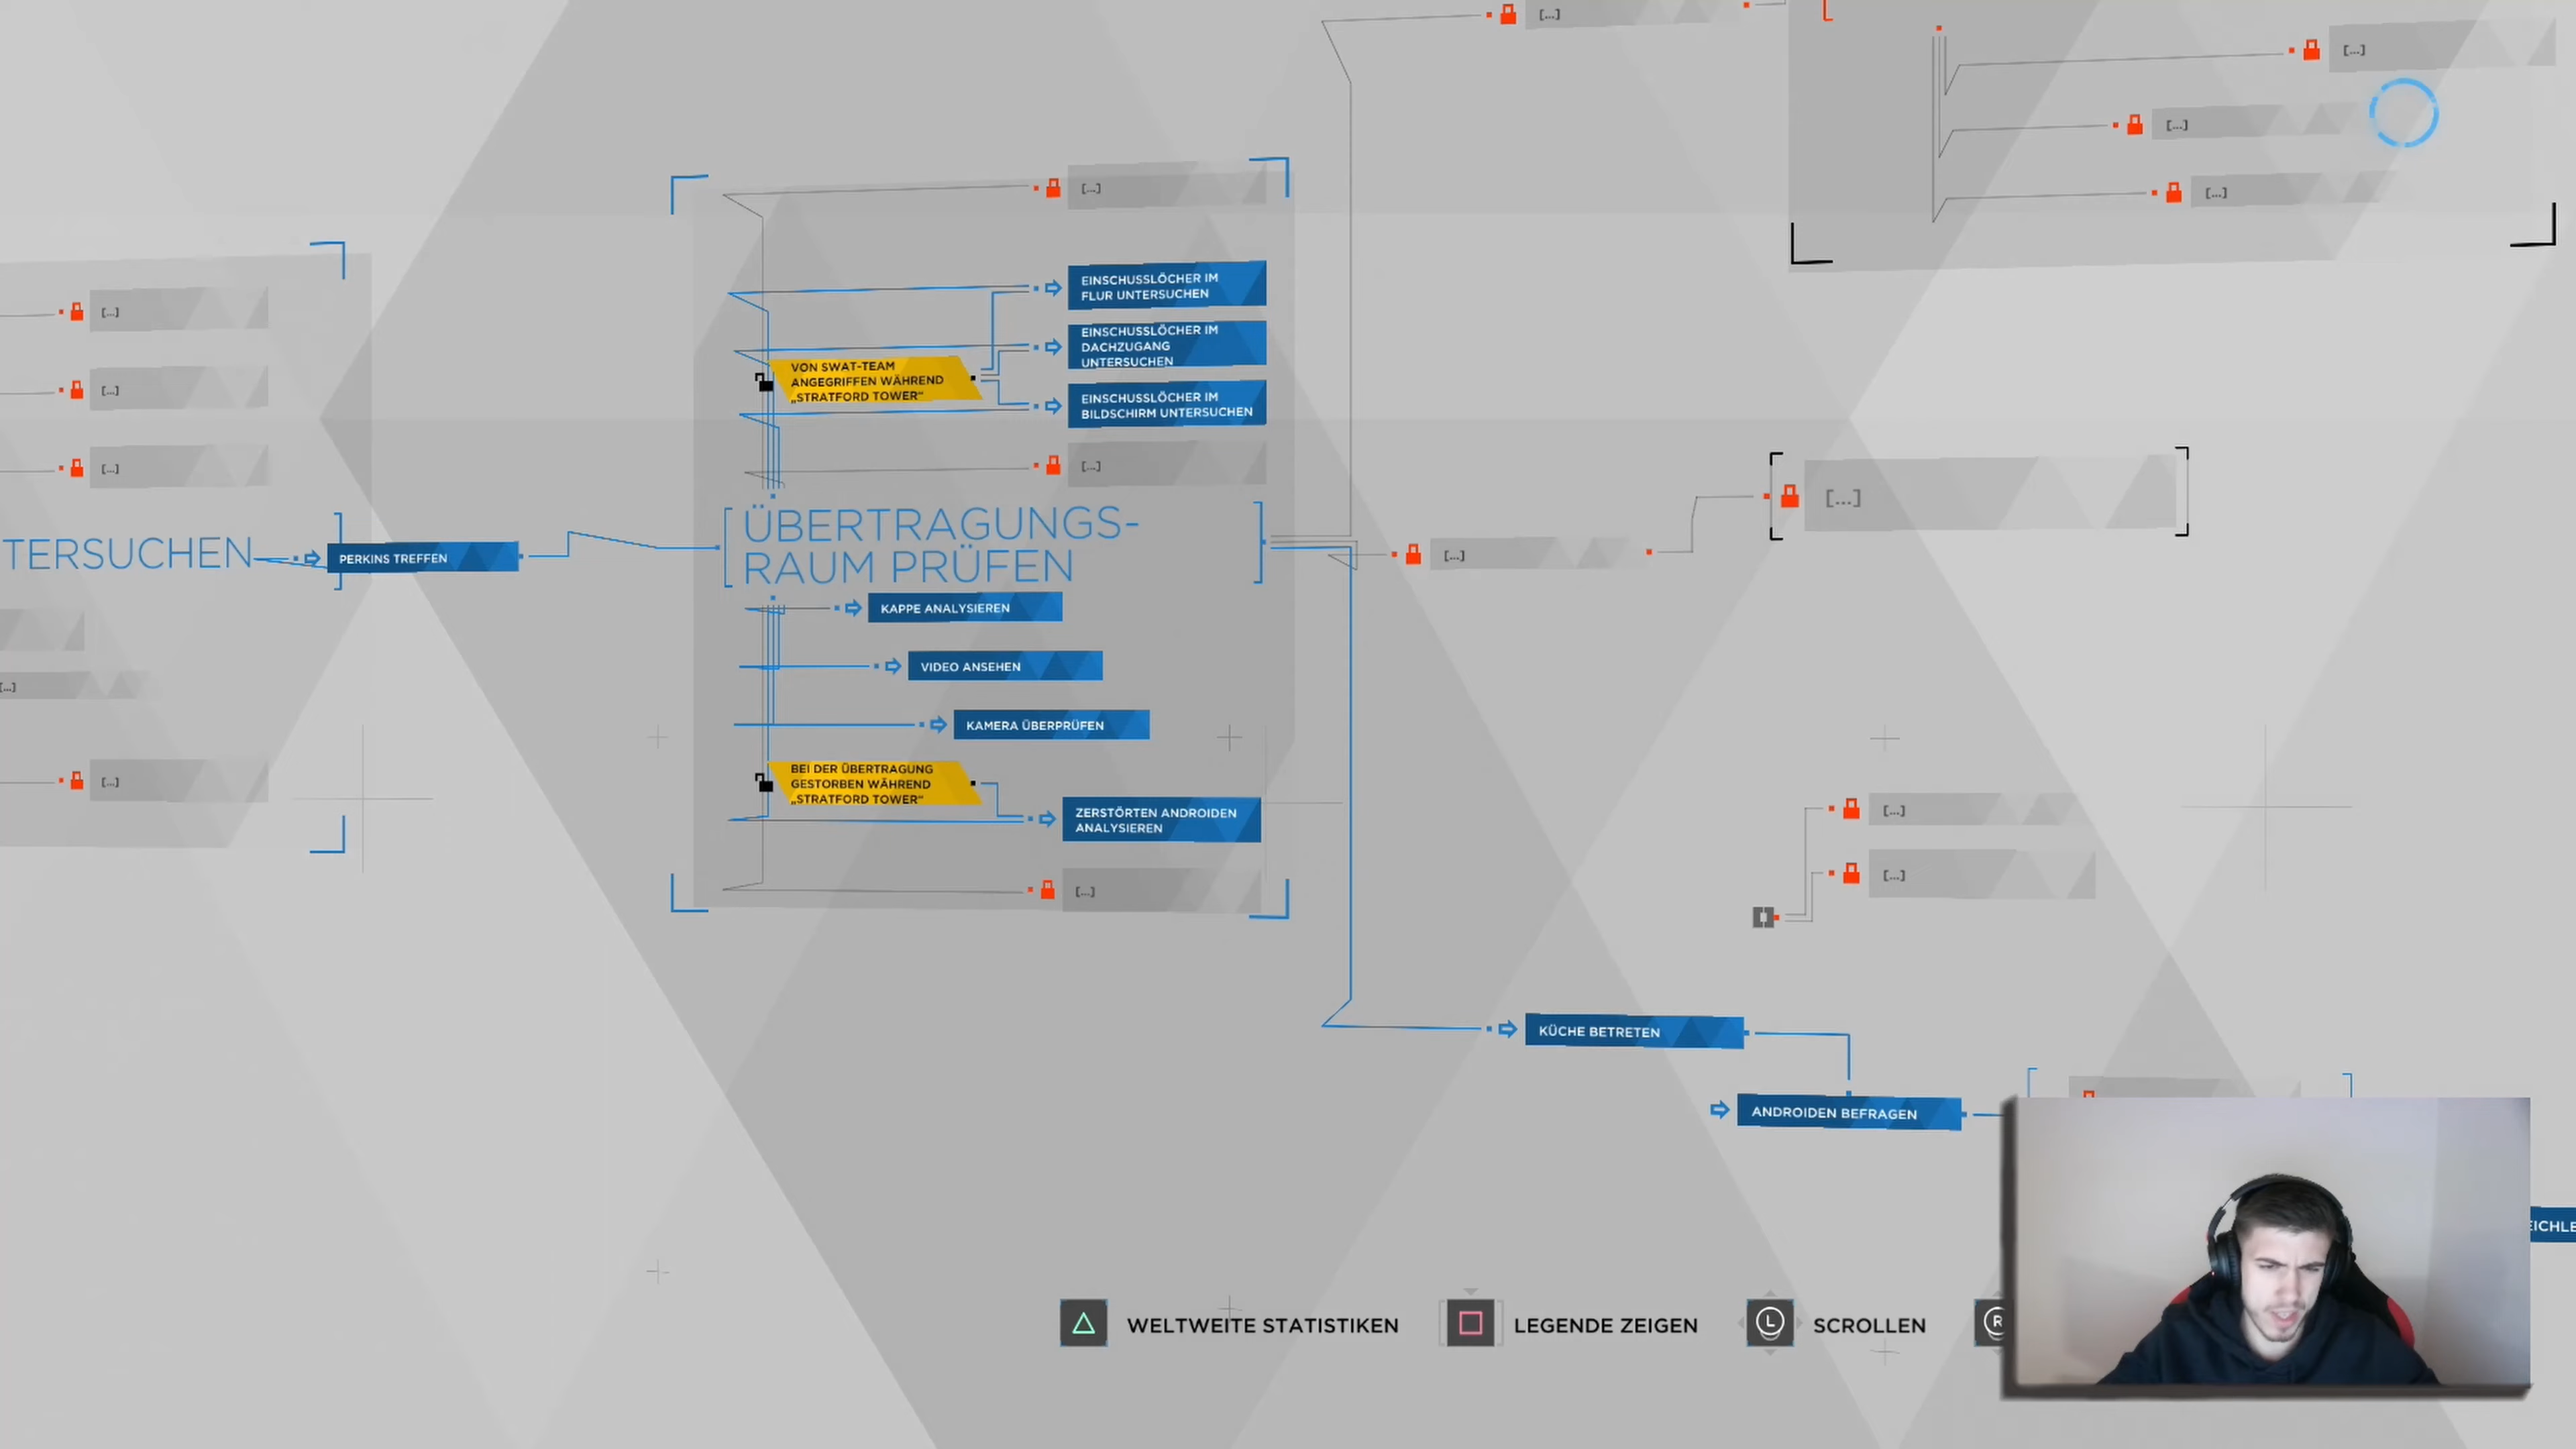 [...]
[...]
[...]
[...]
[...]
EINSCHUSSLÖCHER IM
FLUR UNTERSUCHEN
[...]
EINSCHUSSLÖCHER IM
DACHZUGANG
UNTERSUCHEN
VON SWAT-TEAM
ANGEGRIFFEN WÄHREND
„STRATFORD TOWER“
[...]
EINSCHUSSLÖCHER IM
BILDSCHIRM UNTERSUCHEN
[...]
[...]
[...]
ÜBERTRAGUNGS-
RAUM PRÜFEN
TERSUCHEN
PERKINS TREFFEN
[...]
KAPPE ANALYSIEREN
VIDEO ANSEHEN
[...]
KAMERA ÜBERPRÜFEN
BEI DER ÜBERTRAGUNG
GESTORBEN WÄHREND
„STRATFORD TOWER“
[...]
ZERSTÖRTEN ANDROIDEN
ANALYSIEREN
[...]
[...]
[...]
KÜCHE BETRETEN
ANDROIDEN BEFRAGEN
EICHLE
WELTWEITE STATISTIKEN
LEGENDE ZEIGEN
L
SCROLLEN
R